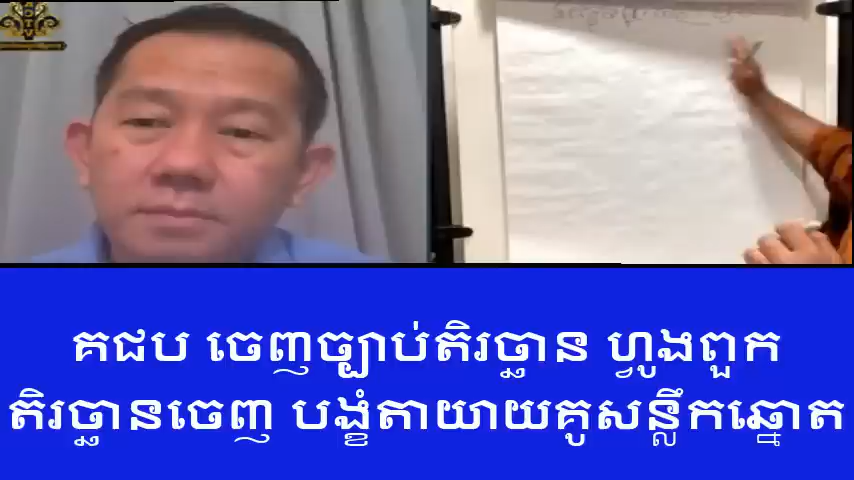 គជប ចេញច្បាប់តិរច្ឆាន ហ្វូងពួក
តិរច្ឆានចេញ បង្ខំតាយាយគូសន្លឹកឆ្នោត